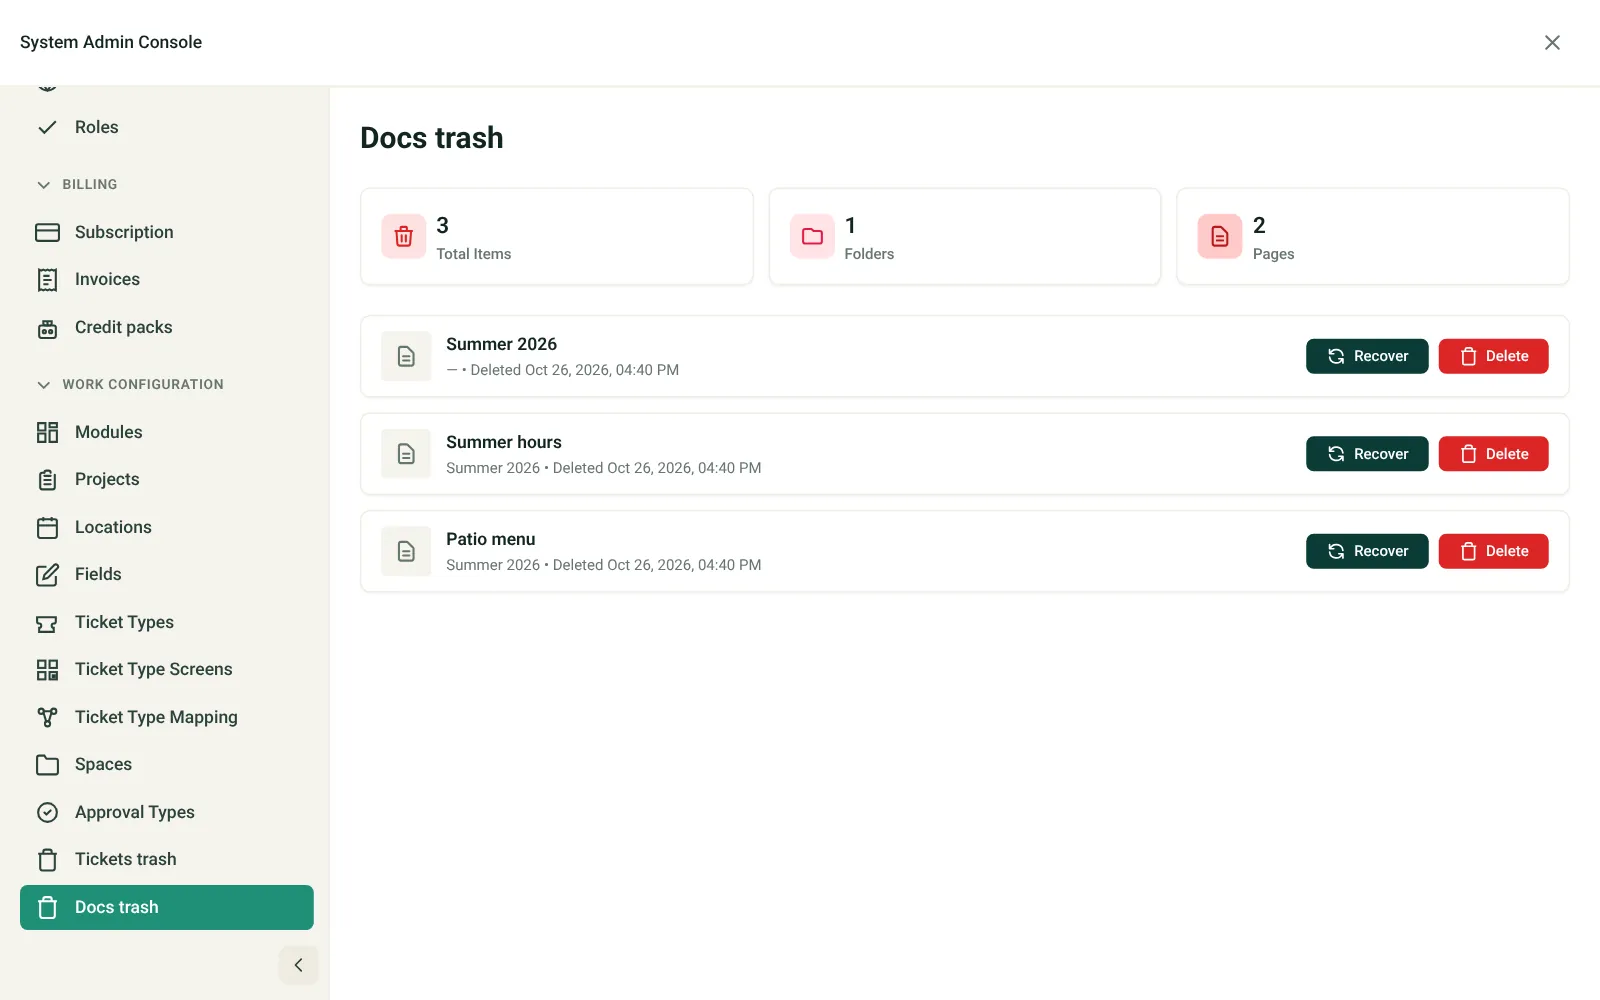 System Admin Console
Roles
BILLING
Subscription
Invoices
Credit packs
WORK CONFIGURATION
Modules
Projects
Locations
Fields
Ticket Types
Ticket Type Screens
Ticket Type Mapping
Spaces
Approval Types
Tickets trash
Docs trash
Docs trash
3
Total Items
1
Folders
2
Pages
Summer 2026
— • Deleted Oct 26, 2026, 04:40 PM
Recover
Delete
Summer hours
Summer 2026 • Deleted Oct 26, 2026, 04:40 PM
Recover
Delete
Patio menu
Summer 2026 • Deleted Oct 26, 2026, 04:40 PM
Recover
Delete